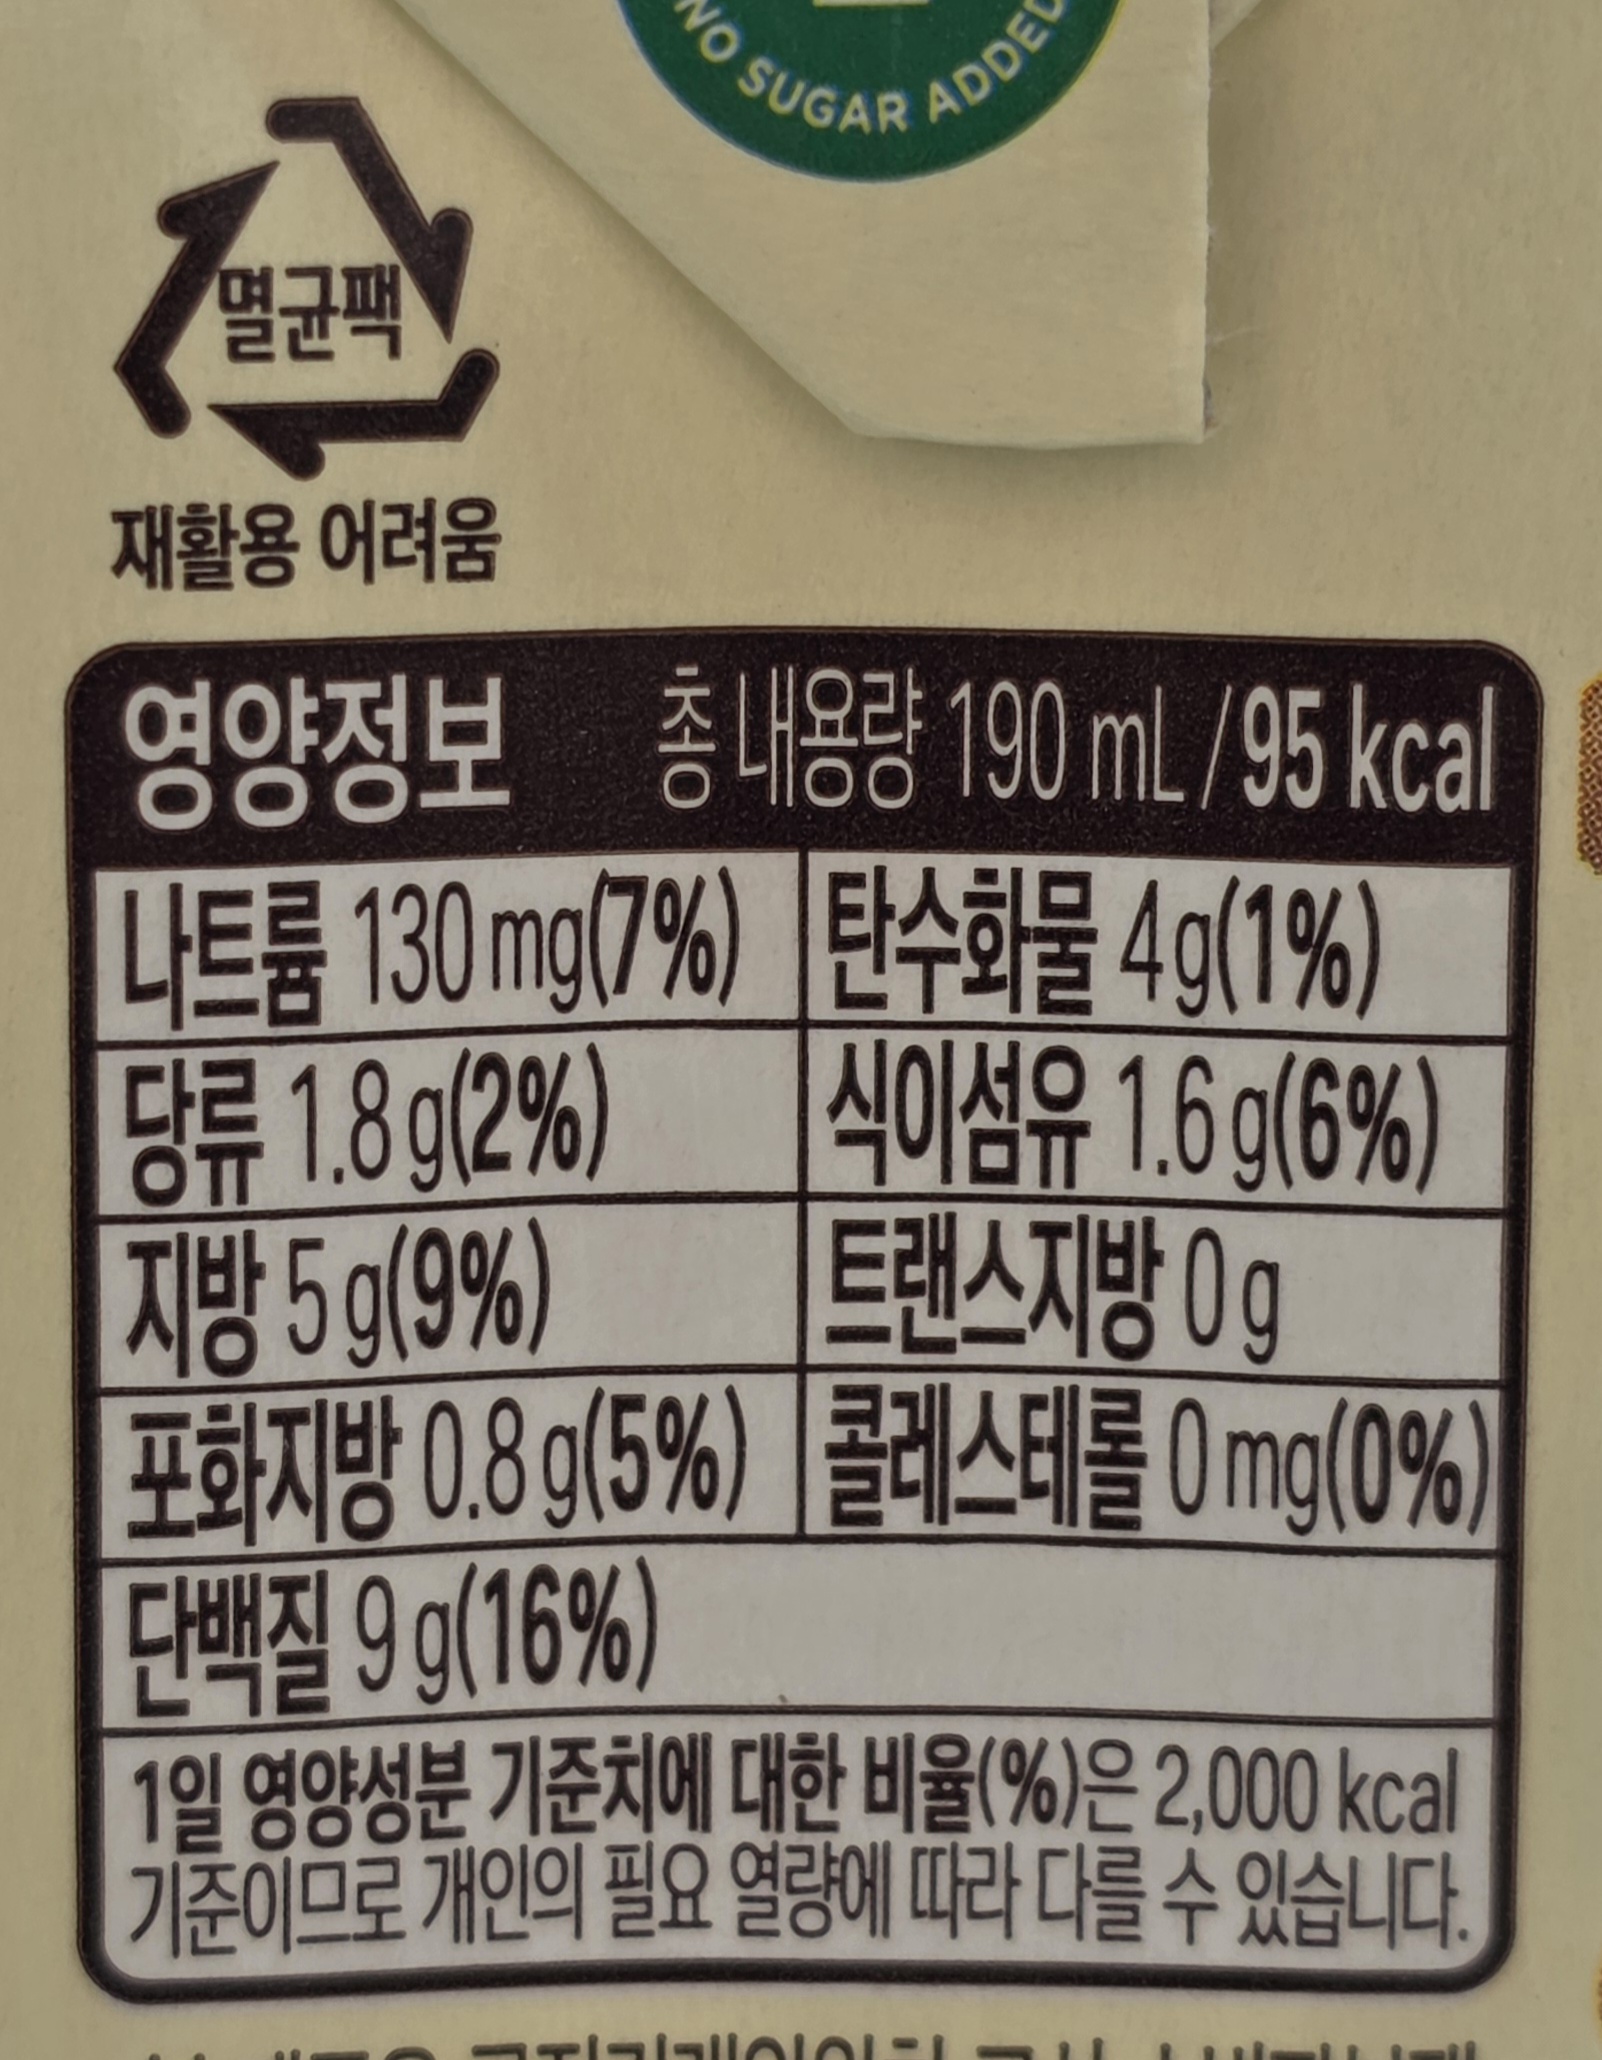 NO SUGAR ADDED
멸균팩
재활용 어려움
영양정보 총 내용량 190 mL / 95 kcal
나트륨 130 mg(7%) 탄수화물 4 g(1%)
당류 1.8 g(2%) 식이섬유 1.6 g(6%)
지방 5 g(9%) 트랜스지방 0 g
포화지방 0.8 g(5%) 콜레스테롤 0 mg(0%)
단백질 9 g(16%)
1일 영양성분 기준치에 대한 비율(%)은 2,000 kcal
기준이므로 개인의 필요 열량에 따라 다를 수 있습니다.